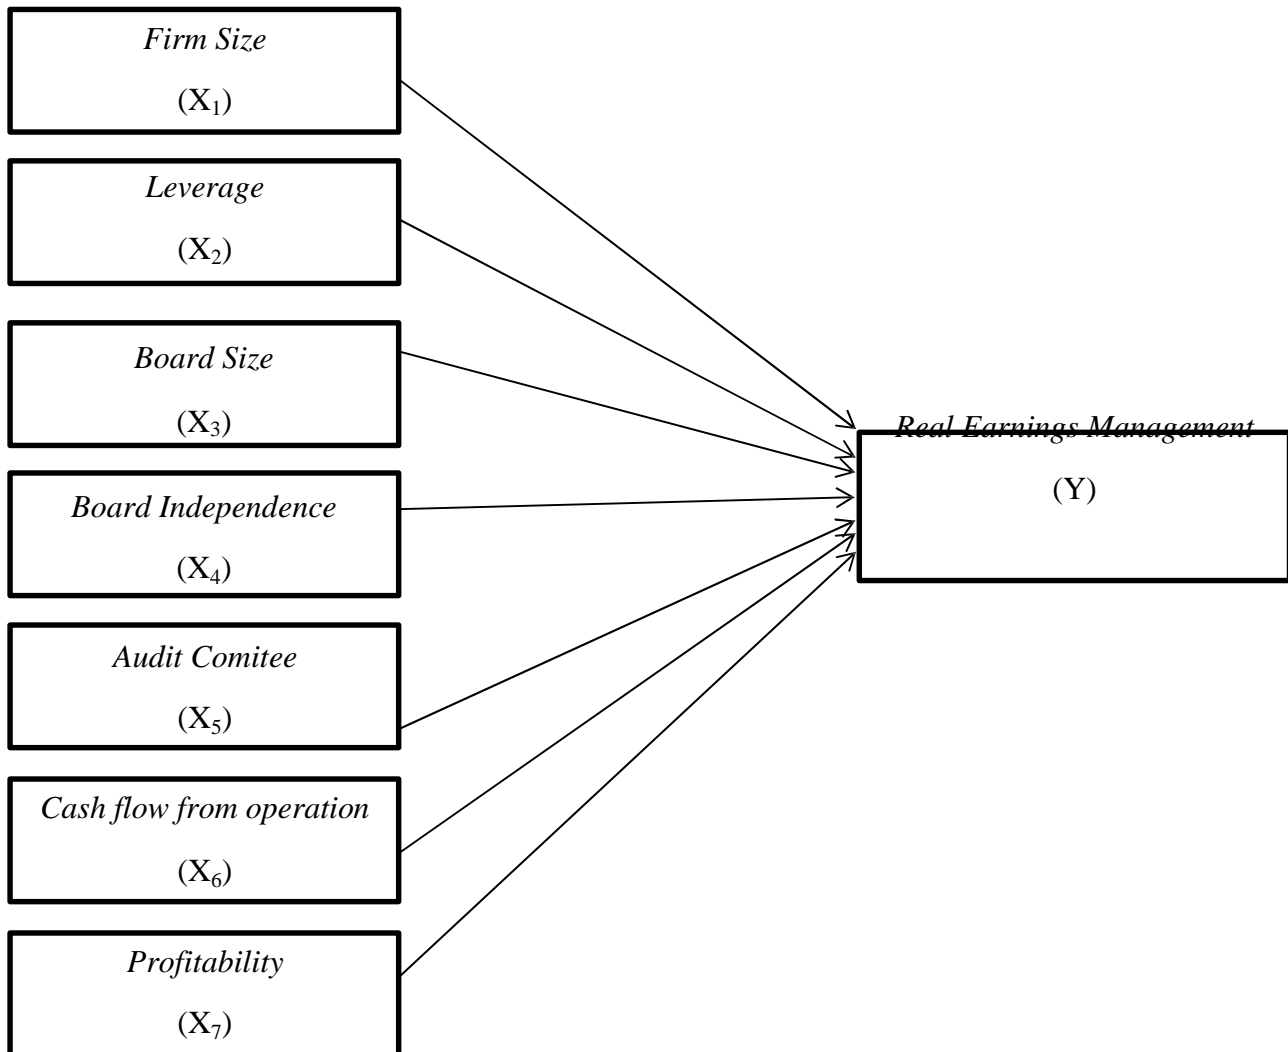 Firm Size
(X₁)
Leverage
(X₂)
Board Size
(X₃)
Board Independence
(X₄)
Audit Comitee
(X₅)
Cash flow from operation
(X₆)
Profitability
(X₇)
Real Earnings Management
(Y)